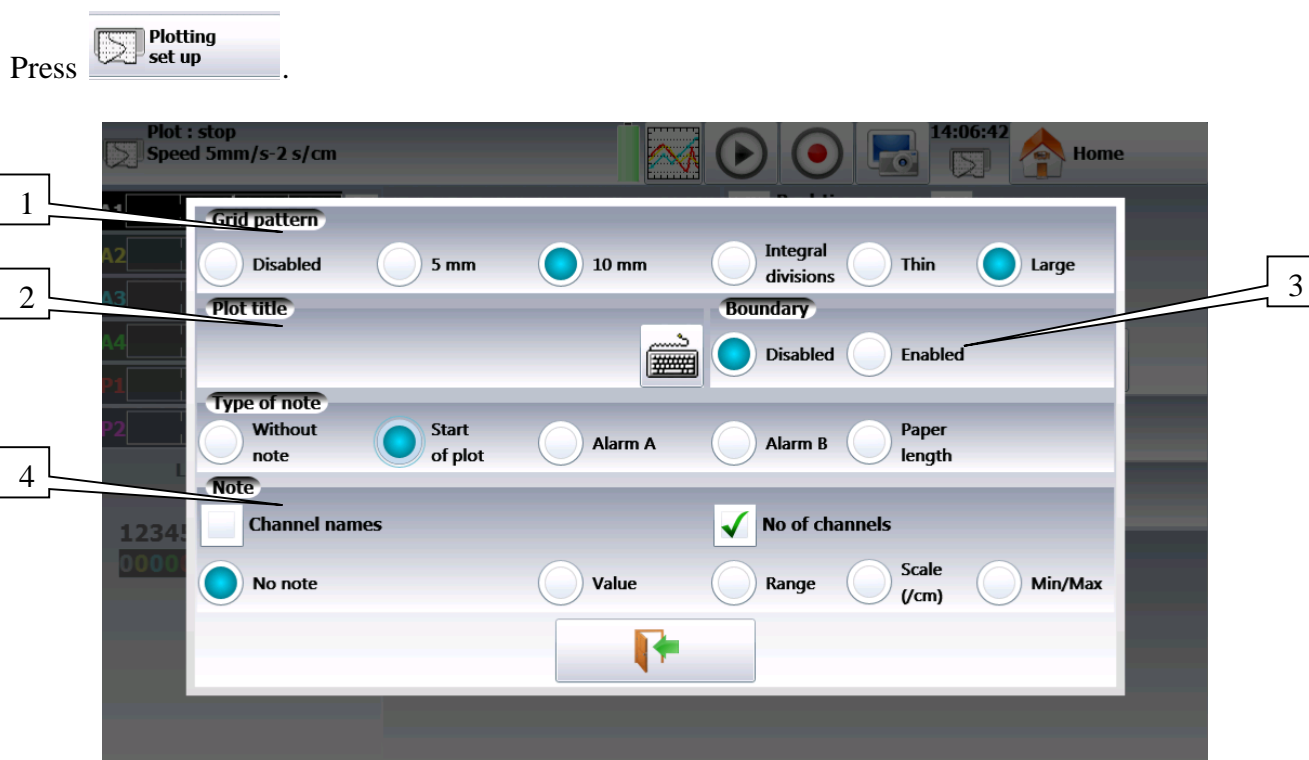 Press Plotting
set up .
Plot : stop
Speed 5mm/s-2 s/cm
14:06:42
Home
1
Grid pattern
Disabled 5 mm 10 mm Integral
divisions Thin Large
A2
2
3
A3
Plot title Boundary
A4
Disabled Enabled
P1
Type of note
P2
Without
note Start
of plot Alarm A Alarm B Paper
length
4
L
Note
Channel names No of channels
12345
0000
No note Value Range Scale
(/cm) Min/Max